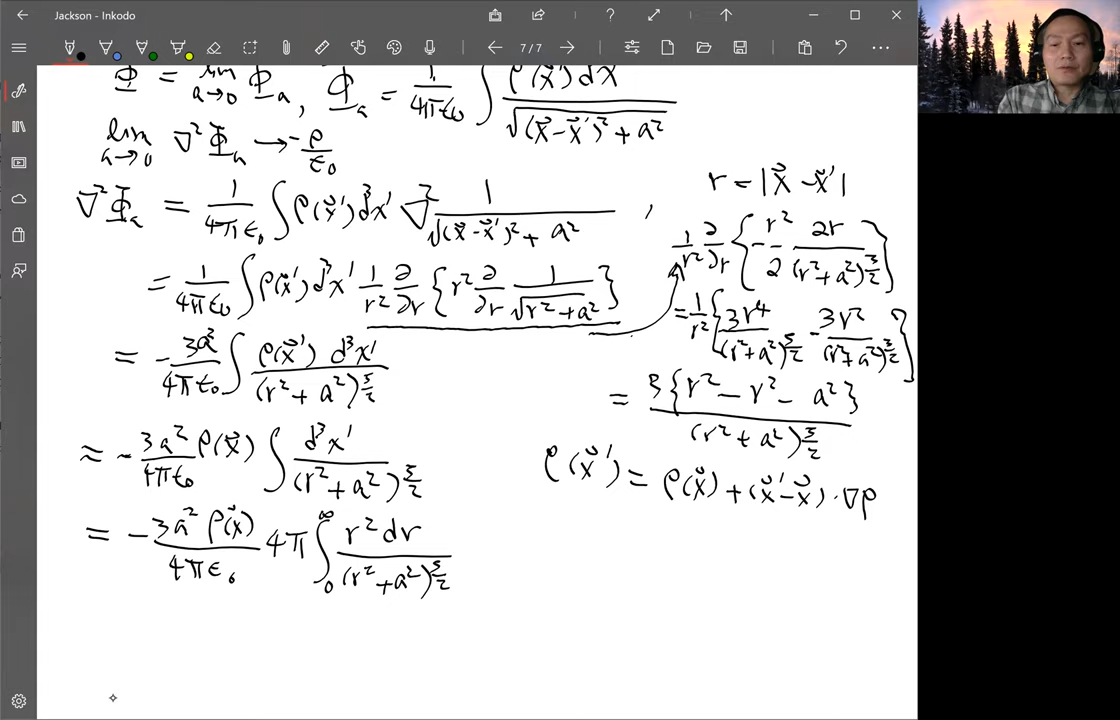 Jackson - Inkodo
7/7
Φ = lim a→0 Φ_a , Φ_a = 1/4πε₀ ∫ ρ(x⃗')dx / √((x⃗-x⃗')² + a²)
lim a→0 ∇²Φ_a → -ρ/ε₀
r = |x⃗ - x⃗'|
∇²Φ_a = 1/4πε₀ ∫ ρ(x⃗')d³x' ∇² 1/√((x⃗-x⃗')² + a²) ,
1/r² ∂/∂r { -r²/2 2r/(r²+a²)^(3/2) }
= 1/4πε₀ ∫ ρ(x⃗')d³x' 1/r² ∂/∂r { r² ∂/∂r 1/√(r²+a²) }
= 1/r² { 3r⁴/(r²+a²)^(5/2) - 3r²/(r²+a²)^(3/2) }
= -3a²/4πε₀ ∫ ρ(x⃗') d³x' / (r²+a²)^(5/2)
= 3{r² - r² - a²} / (r²+a²)^(5/2)
≈ -3a²/4πε₀ ρ(x⃗) ∫ d³x' / (r²+a²)^(5/2)
ρ(x⃗') = ρ(x⃗) + (x⃗'-x⃗)·∇ρ
= -3a² ρ(x⃗)/4πε₀ 4π ∫₀^∞ r² dr / (r²+a²)^(5/2)